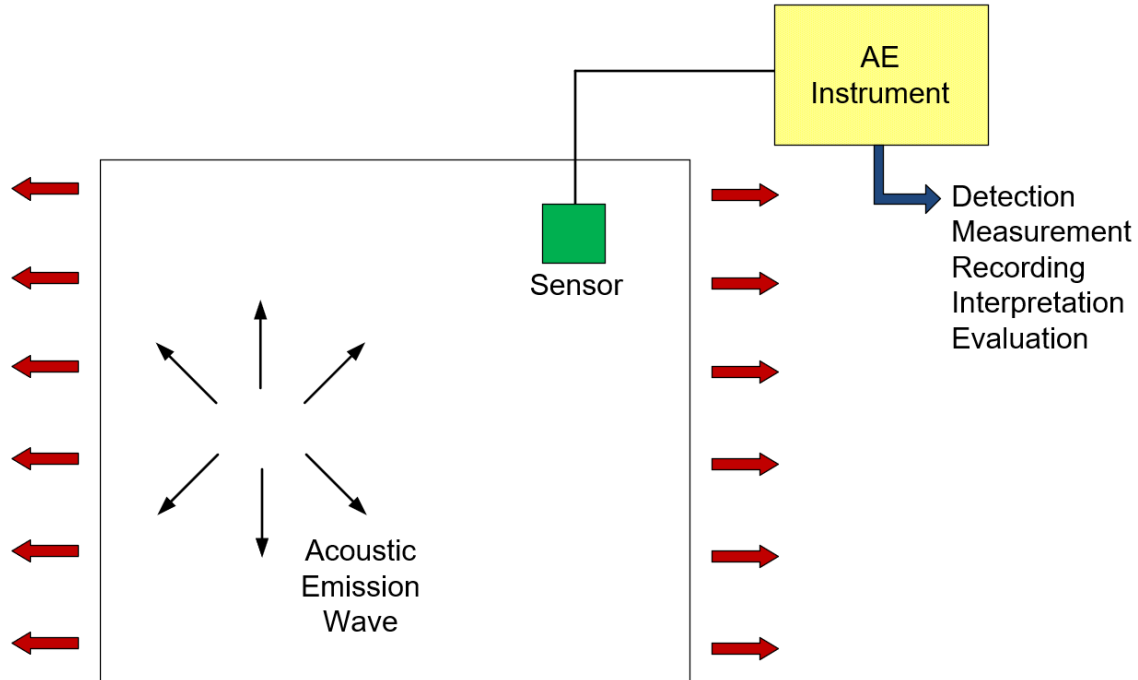 AE
Instrument
Detection
Measurement
Recording
Interpretation
Evaluation
Sensor
Acoustic
Emission
Wave